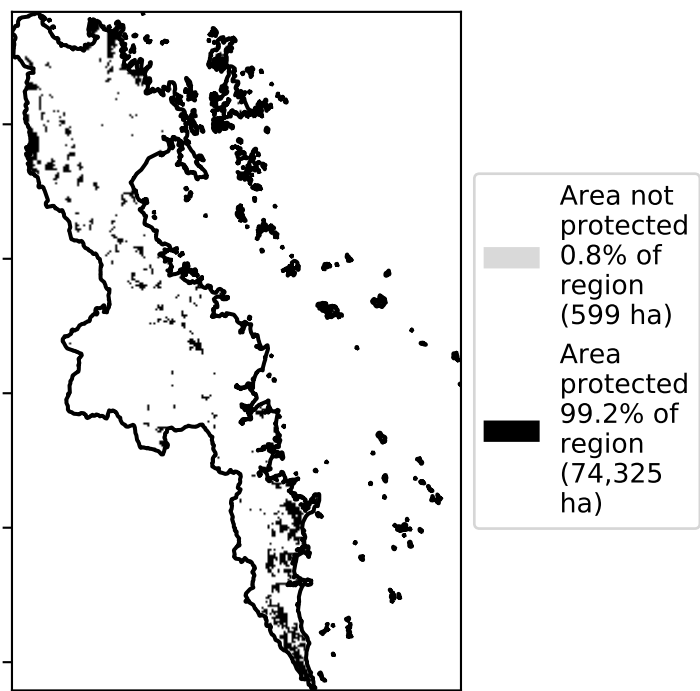 Area not
protected
0.8% of
region
(599 ha)
Area
protected
99.2% of
region
(74,325
ha)